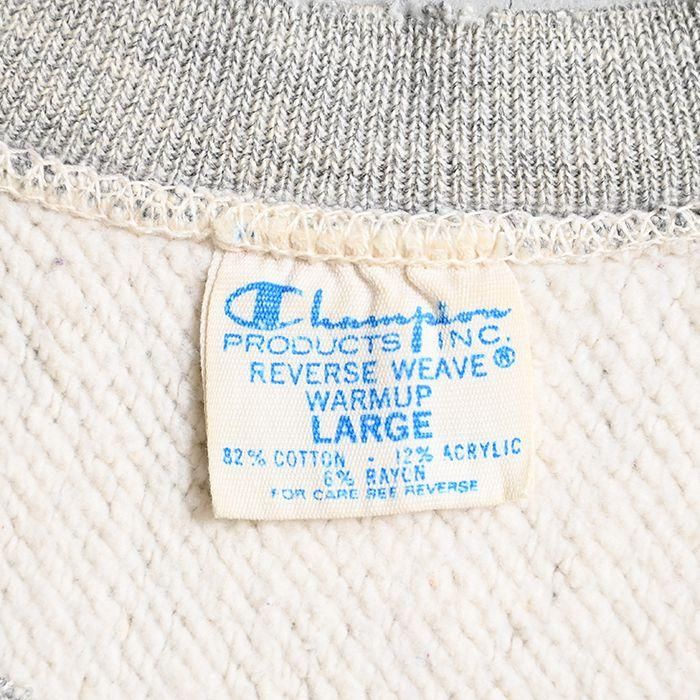 Champion
PRODUCTS INC.
REVERSE WEAVE®
WARMUP
LARGE
82% COTTON · 12% ACRYLIC
6% RAYON
FOR CARE SEE REVERSE